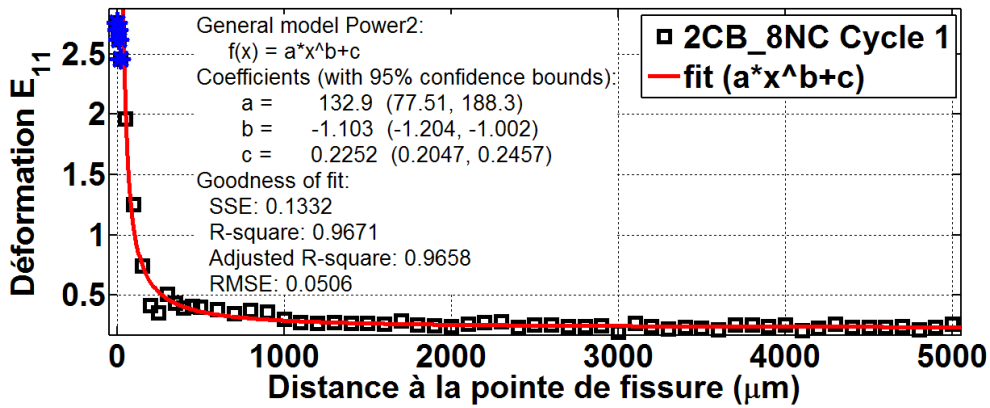 General model Power2:
f(x) = a*x^b+c
Coefficients (with 95% confidence bounds):
a = 132.9 (77.51, 188.3)
b = -1.103 (-1.204, -1.002)
c = 0.2252 (0.2047, 0.2457)
Goodness of fit:
SSE: 0.1332
R-square: 0.9671
Adjusted R-square: 0.9658
RMSE: 0.0506
2CB_8NC Cycle 1
fit (a*x^b+c)
Déformation E11
2.5
2
1.5
1
0.5
0 1000 2000 3000 4000 5000
Distance à la pointe de fissure (μm)